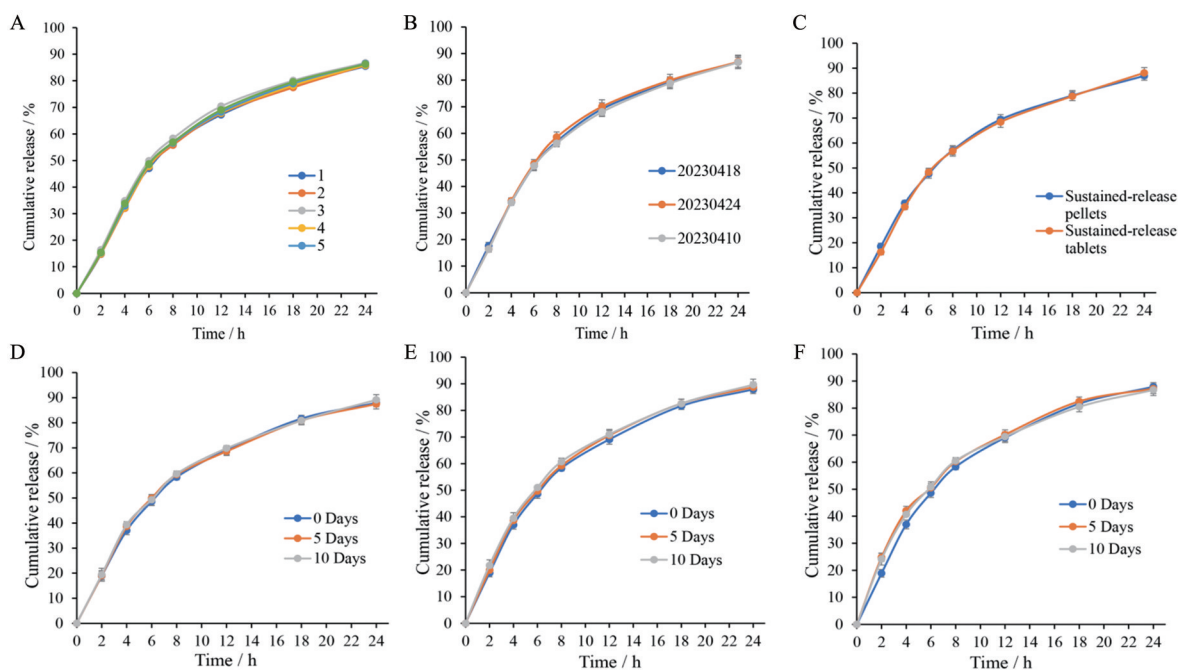 A
Cumulative release / %
100
90
80
70
60
50
40
30
20
10
0
0 2 4 6 8 10 12 14 16 18 20 22 24
Time / h
1
2
3
4
5
B
Cumulative release / %
100
90
80
70
60
50
40
30
20
10
0
0 2 4 6 8 10 12 14 16 18 20 22 24
Time / h
20230418
20230424
20230410
C
Cumulative release / %
100
90
80
70
60
50
40
30
20
10
0
0 2 4 6 8 10 12 14 16 18 20 22 24
Time / h
Sustained-release
pellets
Sustained-release
tablets
D
Cumulative release / %
100
90
80
70
60
50
40
30
20
10
0
0 2 4 6 8 10 12 14 16 18 20 22 24
Time / h
0 Days
5 Days
10 Days
E
Cumulative release / %
100
90
80
70
60
50
40
30
20
10
0
0 2 4 6 8 10 12 14 16 18 20 22 24
Time / h
0 Days
5 Days
10 Days
F
Cumulative release / %
100
90
80
70
60
50
40
30
20
10
0
0 2 4 6 8 10 12 14 16 18 20 22 24
Time / h
0 Days
5 Days
10 Days